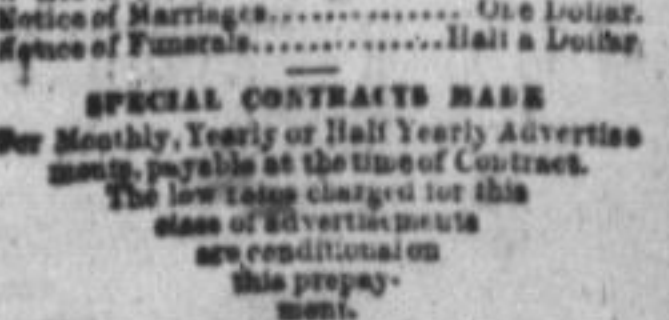 Notice of Marriages.................. One Dollar.
Notice of Funerals...................Half a Dollar.
SPECIAL CONTRACTS MADE
For Monthly, Yearly or Half Yearly Advertise
ments, payable at the time of Contract.
The low rates charged for this
class of advertisements
are conditional on
this prepay-
ment.